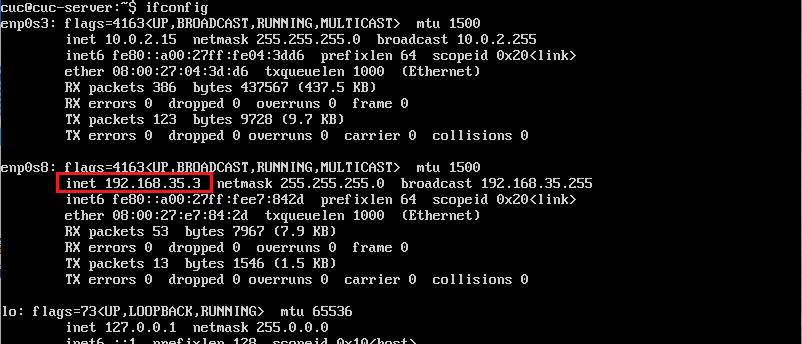 cuc@cuc-server:~$ ifconfig
enp0s3: flags=4163<UP,BROADCAST,RUNNING,MULTICAST>  mtu 1500
        inet 10.0.2.15  netmask 255.255.255.0  broadcast 10.0.2.255
        inet6 fe80::a00:27ff:fe04:3dd6  prefixlen 64  scopeid 0x20<link>
        ether 08:00:27:04:3d:d6  txqueuelen 1000  (Ethernet)
        RX packets 386  bytes 437567 (437.5 KB)
        RX errors 0  dropped 0  overruns 0  frame 0
        TX packets 123  bytes 9728 (9.7 KB)
        TX errors 0  dropped 0 overruns 0  carrier 0  collisions 0
enp0s8: flags=4163<UP,BROADCAST,RUNNING,MULTICAST>  mtu 1500
        inet 192.168.35.3  netmask 255.255.255.0  broadcast 192.168.35.255
        inet6 fe80::a00:27ff:fee7:842d  prefixlen 64  scopeid 0x20<link>
        ether 08:00:27:e7:84:2d  txqueuelen 1000  (Ethernet)
        RX packets 53  bytes 7967 (7.9 KB)
        RX errors 0  dropped 0  overruns 0  frame 0
        TX packets 13  bytes 1546 (1.5 KB)
        TX errors 0  dropped 0 overruns 0  carrier 0  collisions 0
lo: flags=73<UP,LOOPBACK,RUNNING>  mtu 65536
        inet 127.0.0.1  netmask 255.0.0.0
        inet6 ::1  prefixlen 128  scopeid 0x10<host>